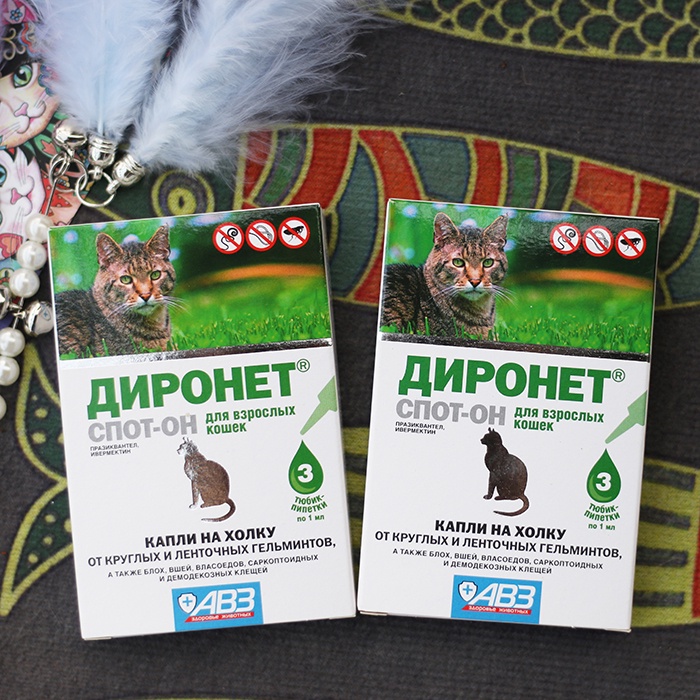 ДИРОНЕТ®
СПОТ-ОН
для взрослых
кошек
ПРАЗИКВАНТЕЛ,
ИВЕРМЕКТИН
3
тюбик-
пипетки
по 1 мл
КАПЛИ НА ХОЛКУ
ОТ КРУГЛЫХ И ЛЕНТОЧНЫХ ГЕЛЬМИНТОВ,
А ТАКЖЕ БЛОХ, ВШЕЙ, ВЛАСОЕДОВ, САРКОПТОИДНЫХ
И ДЕМОДЕКОЗНЫХ КЛЕЩЕЙ
АВЗ
ЗДОРОВЬЕ ЖИВОТНЫХ
ДИРОНЕТ®
СПОТ-ОН
для взрослых
кошек
ПРАЗИКВАНТЕЛ,
ИВЕРМЕКТИН
3
тюбик-
пипетки
по 1 мл
КАПЛИ НА ХОЛКУ
ОТ КРУГЛЫХ И ЛЕНТОЧНЫХ ГЕЛЬМИНТОВ,
А ТАКЖЕ БЛОХ, ВШЕЙ, ВЛАСОЕДОВ, САРКОПТОИДНЫХ
И ДЕМОДЕКОЗНЫХ КЛЕЩЕЙ
АВЗ
ЗДОРОВЬЕ ЖИВОТНЫХ